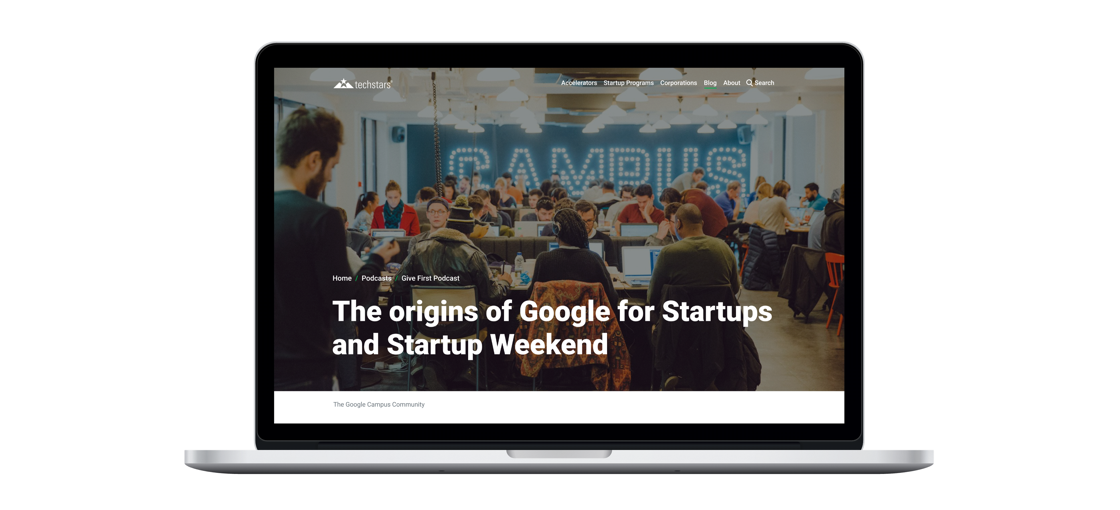 techstars
Accelerators Startup Programs Corporations Blog About Search
CAMPUS
Home / Podcasts / Give First Podcast
The origins of Google for Startups
and Startup Weekend
The Google Campus Community